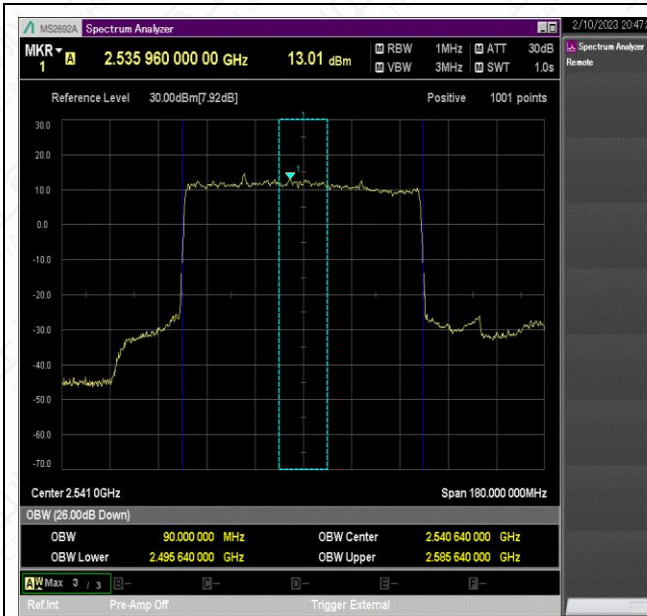 MS2692A Spectrum Analyzer 2/10/2023 20:47:
MKR 1 A 2.535 960 000 00 GHz 13.01 dBm M RBW 1MHz M ATT 30dB
M VBW 3MHz M SWT 1.0s
Spectrum Analyzer
Remote
Reference Level 30.00dBm[7.92dB] Positive 1001 points
30.0
20.0
10.0
0.0
-10.0
-20.0
-30.0
-40.0
-50.0
-60.0
-70.0
1
Center 2.541 0GHz Span 180.000 000MHz
OBW (26.00dB Down)
OBW 90.000 000 MHz OBW Center 2.540 640 000 GHz
OBW Lower 2.495 640 000 GHz OBW Upper 2.585 640 000 GHz
A W Max 3 / 3 B- C- D- E- F-
Ref.Int Pre-Amp Off Trigger External